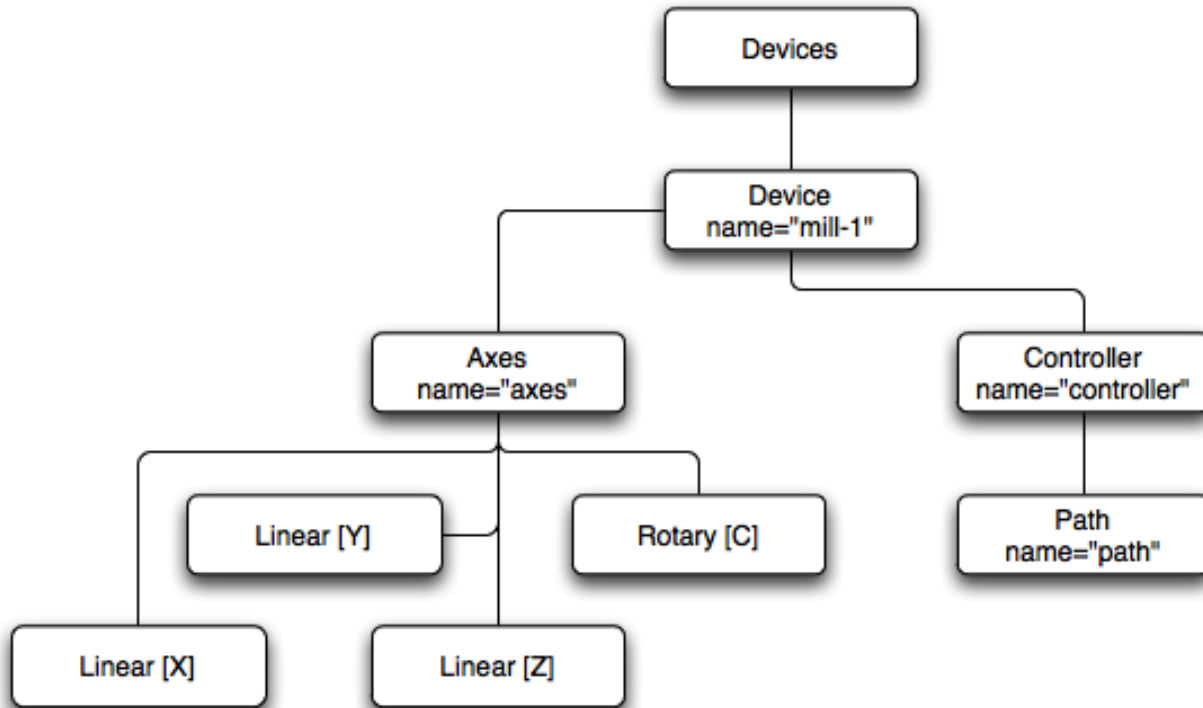 Devices
Device
name="mill-1"
Axes
name="axes"
Controller
name="controller"
Linear [Y]
Rotary [C]
Path
name="path"
Linear [X]
Linear [Z]